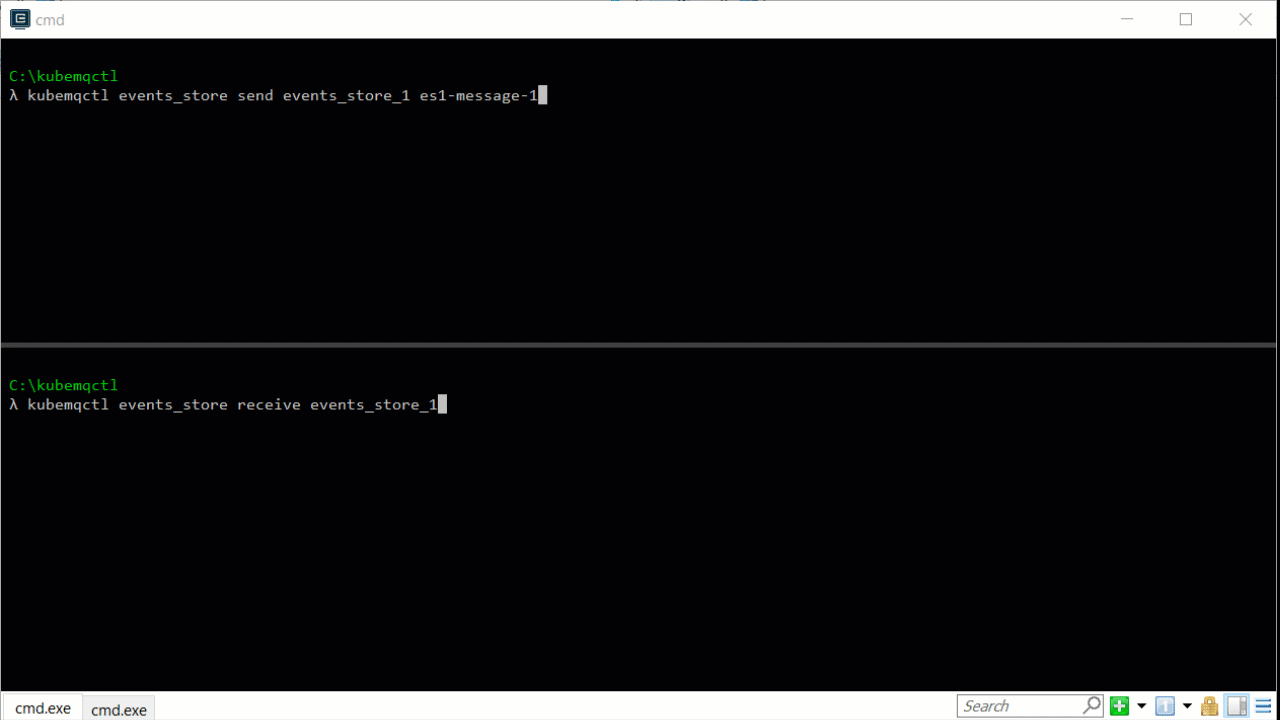 cmd
C:\kubemqctl
λ kubemqctl events_store send events_store_1 es1-message-1
C:\kubemqctl
λ kubemqctl events_store receive events_store_1
cmd.exe
cmd.exe
Search